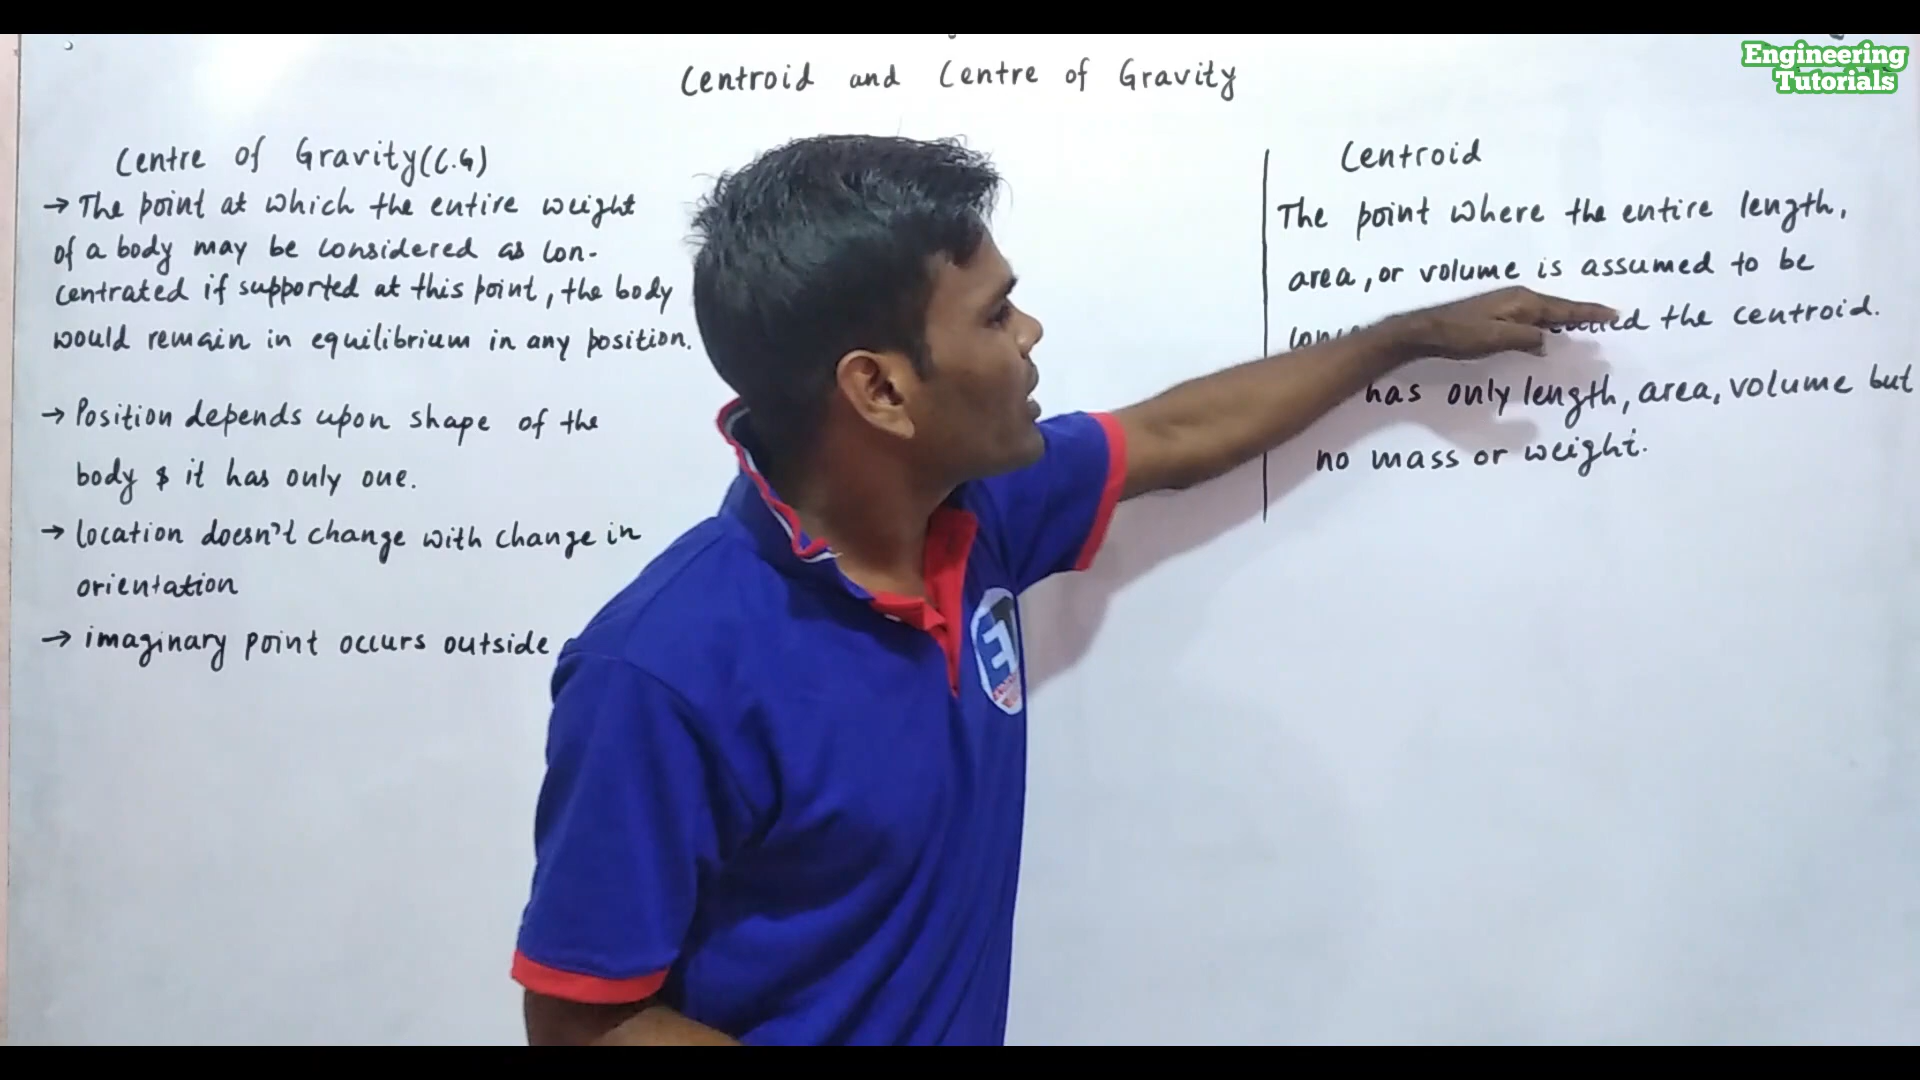 Engineering
Tutorials
Centroid and Centre of Gravity
Centre of Gravity (C.G)
→ The point at which the entire weight
of a body may be considered as con-
centrated if supported at this point, the body
would remain in equilibrium in any position.
→ Position depends upon shape of the
body & it has only one.
→ location doesn't change with change in
orientation
→ imaginary point occurs outside
Centroid
The point where the entire length,
area, or volume is assumed to be
the centroid.
has only length, area, volume but
no mass or weight.